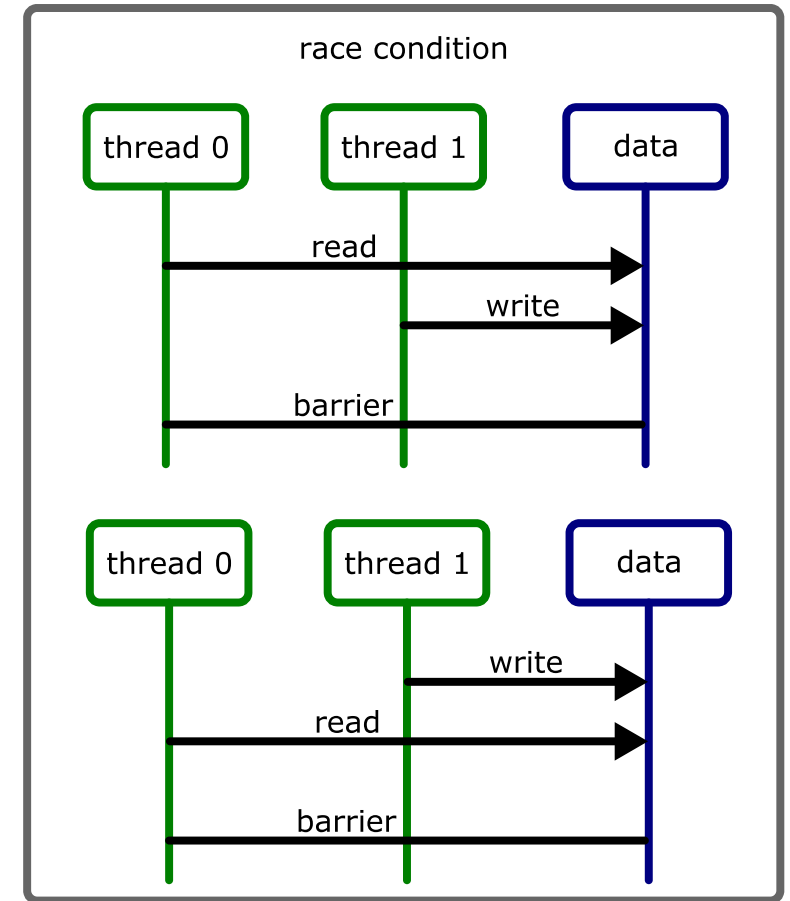 race condition
thread 0 thread 1 data
read
write
barrier
thread 0 thread 1 data
write
read
barrier